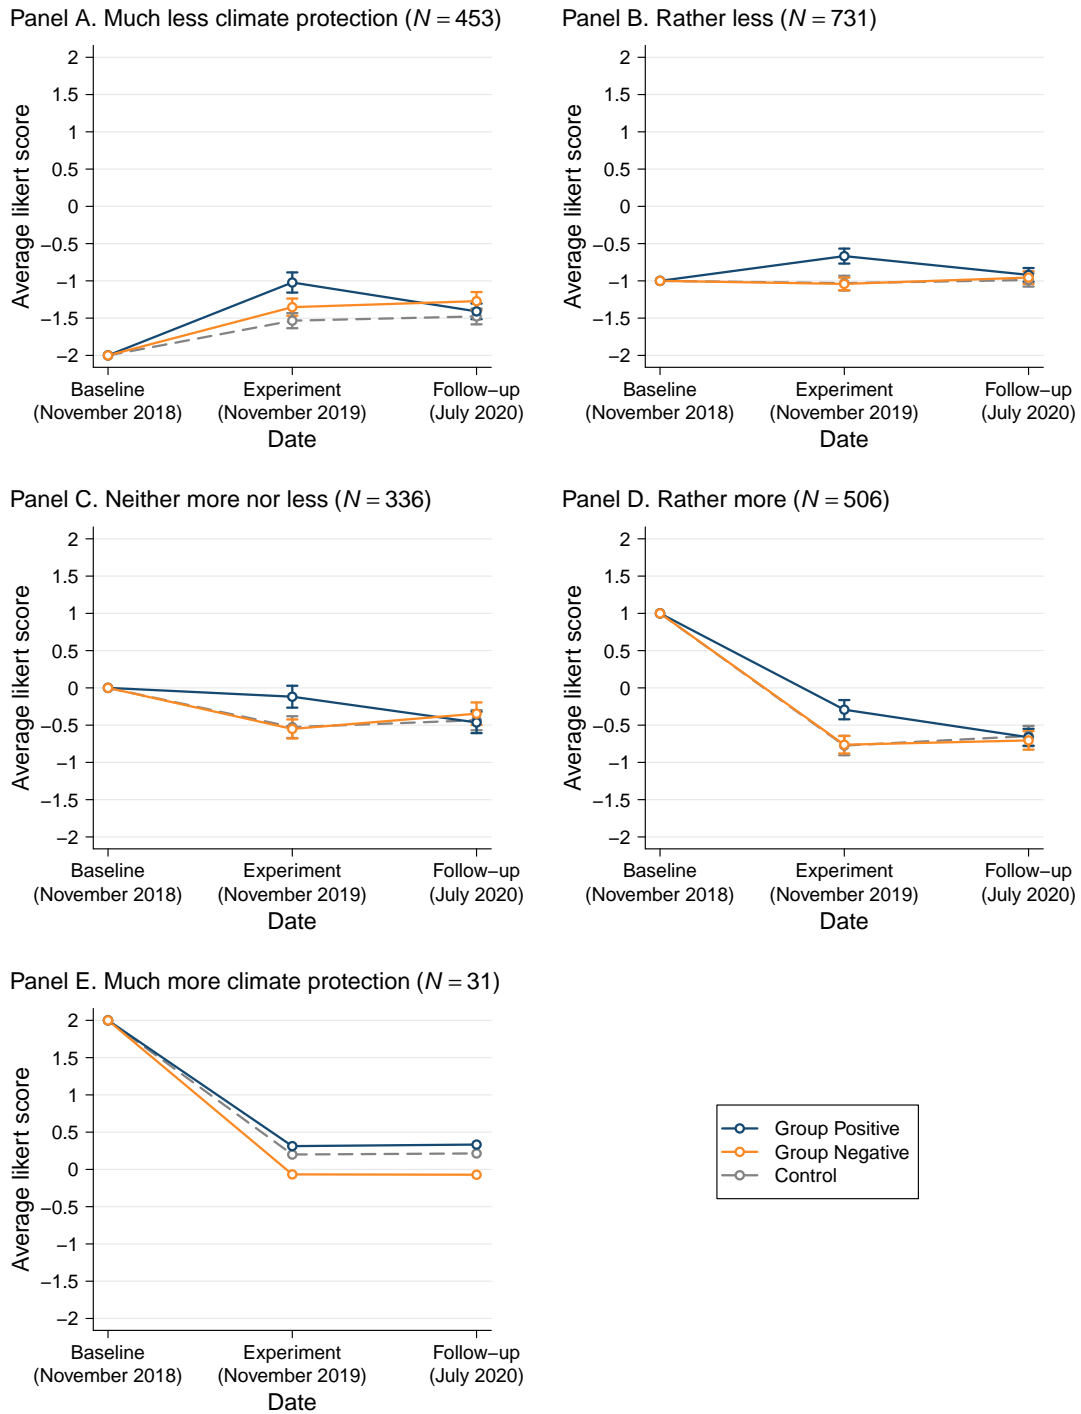 Panel A. Much less climate protection (N = 453)
2
1.5
1
0.5
0
−0.5
−1
−1.5
−2
Average likert score
Baseline
(November 2018)
Experiment
(November 2019)
Follow−up
(July 2020)
Date
Panel B. Rather less (N = 731)
2
1.5
1
0.5
0
−0.5
−1
−1.5
−2
Average likert score
Baseline
(November 2018)
Experiment
(November 2019)
Follow−up
(July 2020)
Date
Panel C. Neither more nor less (N = 336)
2
1.5
1
0.5
0
−0.5
−1
−1.5
−2
Average likert score
Baseline
(November 2018)
Experiment
(November 2019)
Follow−up
(July 2020)
Date
Panel D. Rather more (N = 506)
2
1.5
1
0.5
0
−0.5
−1
−1.5
−2
Average likert score
Baseline
(November 2018)
Experiment
(November 2019)
Follow−up
(July 2020)
Date
Panel E. Much more climate protection (N = 31)
2
1.5
1
0.5
0
−0.5
−1
−1.5
−2
Average likert score
Baseline
(November 2018)
Experiment
(November 2019)
Follow−up
(July 2020)
Date
Group Positive
Group Negative
Control